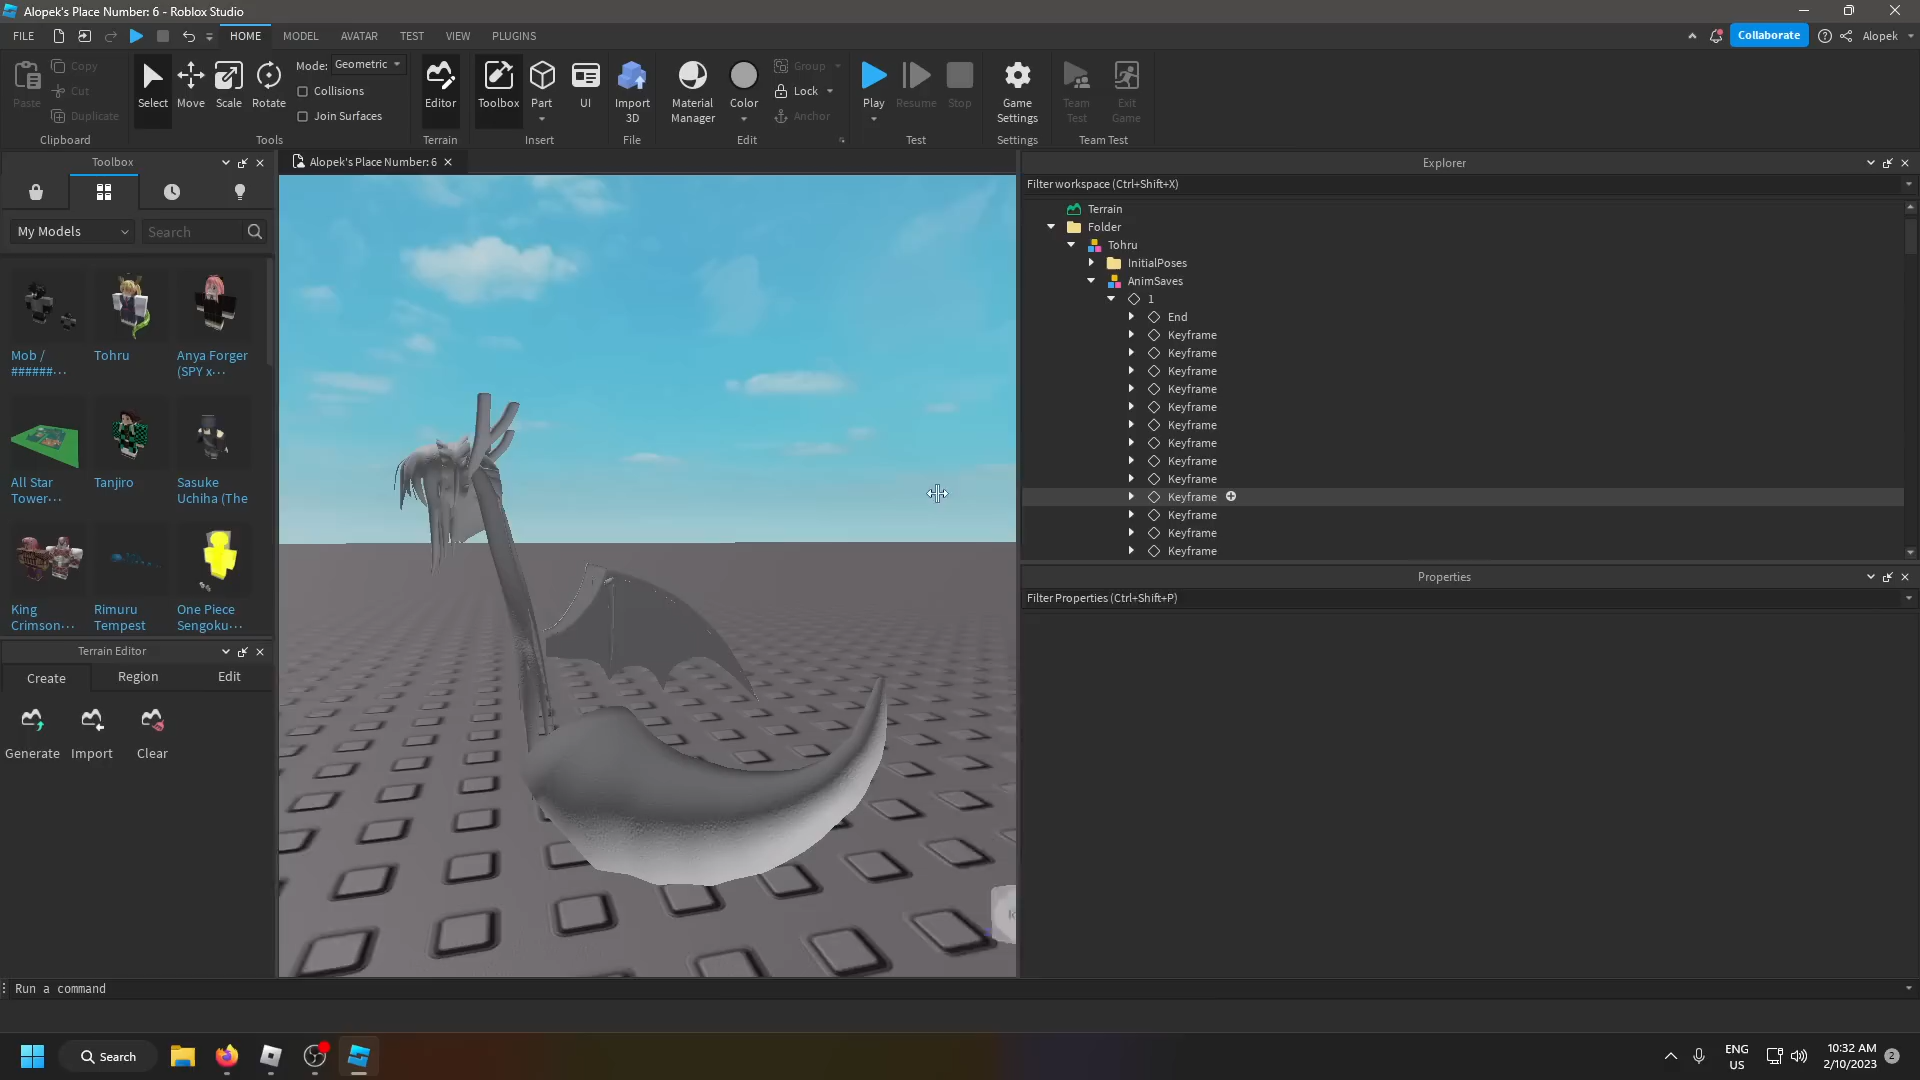 Alopek's Place Number: 6 - Roblox Studio
FILE
HOME
MODEL
AVATAR
TEST
VIEW
PLUGINS
Collaborate
Alopek
Paste
Copy
Cut
Duplicate
Clipboard
Select
Move
Scale
Rotate
Mode:
Geometric
Collisions
Join Surfaces
Tools
Editor
Terrain
Toolbox
Part
UI
Insert
Import
3D
File
Material
Manager
Color
Group
Lock
Anchor
Edit
Play
Resume
Stop
Test
Game
Settings
Settings
Team
Test
Exit
Game
Team Test
Toolbox
My Models
Search
Mob /
######...
Tohru
Anya Forger
(SPY x...
All Star
Tower...
Tanjiro
Sasuke
Uchiha (The
King
Crimson...
Rimuru
Tempest
One Piece
Sengoku...
Terrain Editor
Create
Region
Edit
Generate
Import
Clear
Alopek's Place Number: 6
Explorer
Filter workspace (Ctrl+Shift+X)
Terrain
Folder
Tohru
InitialPoses
AnimSaves
1
End
Keyframe
Keyframe
Keyframe
Keyframe
Keyframe
Keyframe
Keyframe
Keyframe
Keyframe
Keyframe
Keyframe
Keyframe
Keyframe
Properties
Filter Properties (Ctrl+Shift+P)
Run a command
Search
ENG
US
10:32 AM
2/10/2023
2